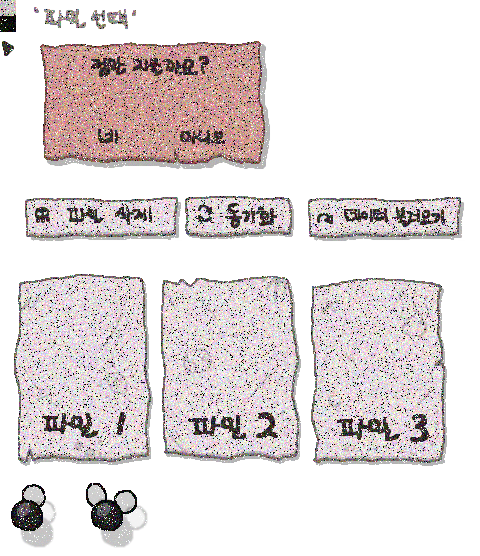 '파일 선택'
정말 지울까요?
네
아니오
파일 삭제!
동기화
데이터 불러오기
파일 1
파일 2
파일 3